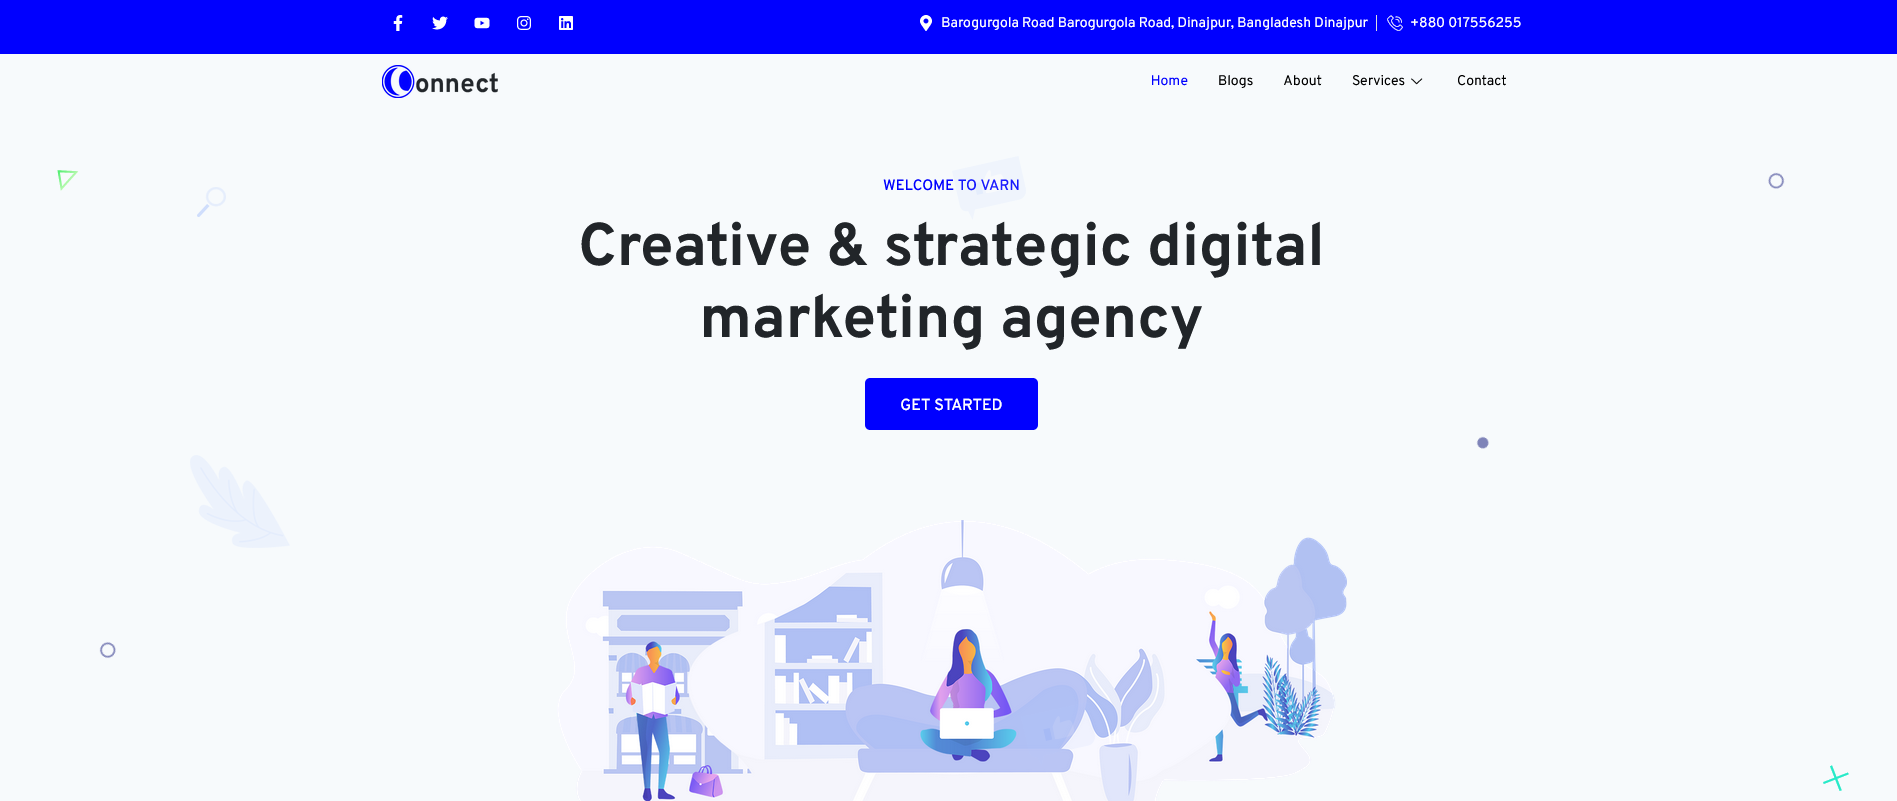 Barogurgola Road Barogurgola Road, Dinajpur, Bangladesh Dinajpur | +880 017556255
Connect
Home Blogs About Services Contact
WELCOME TO VARN
Creative & strategic digital
marketing agency
GET STARTED